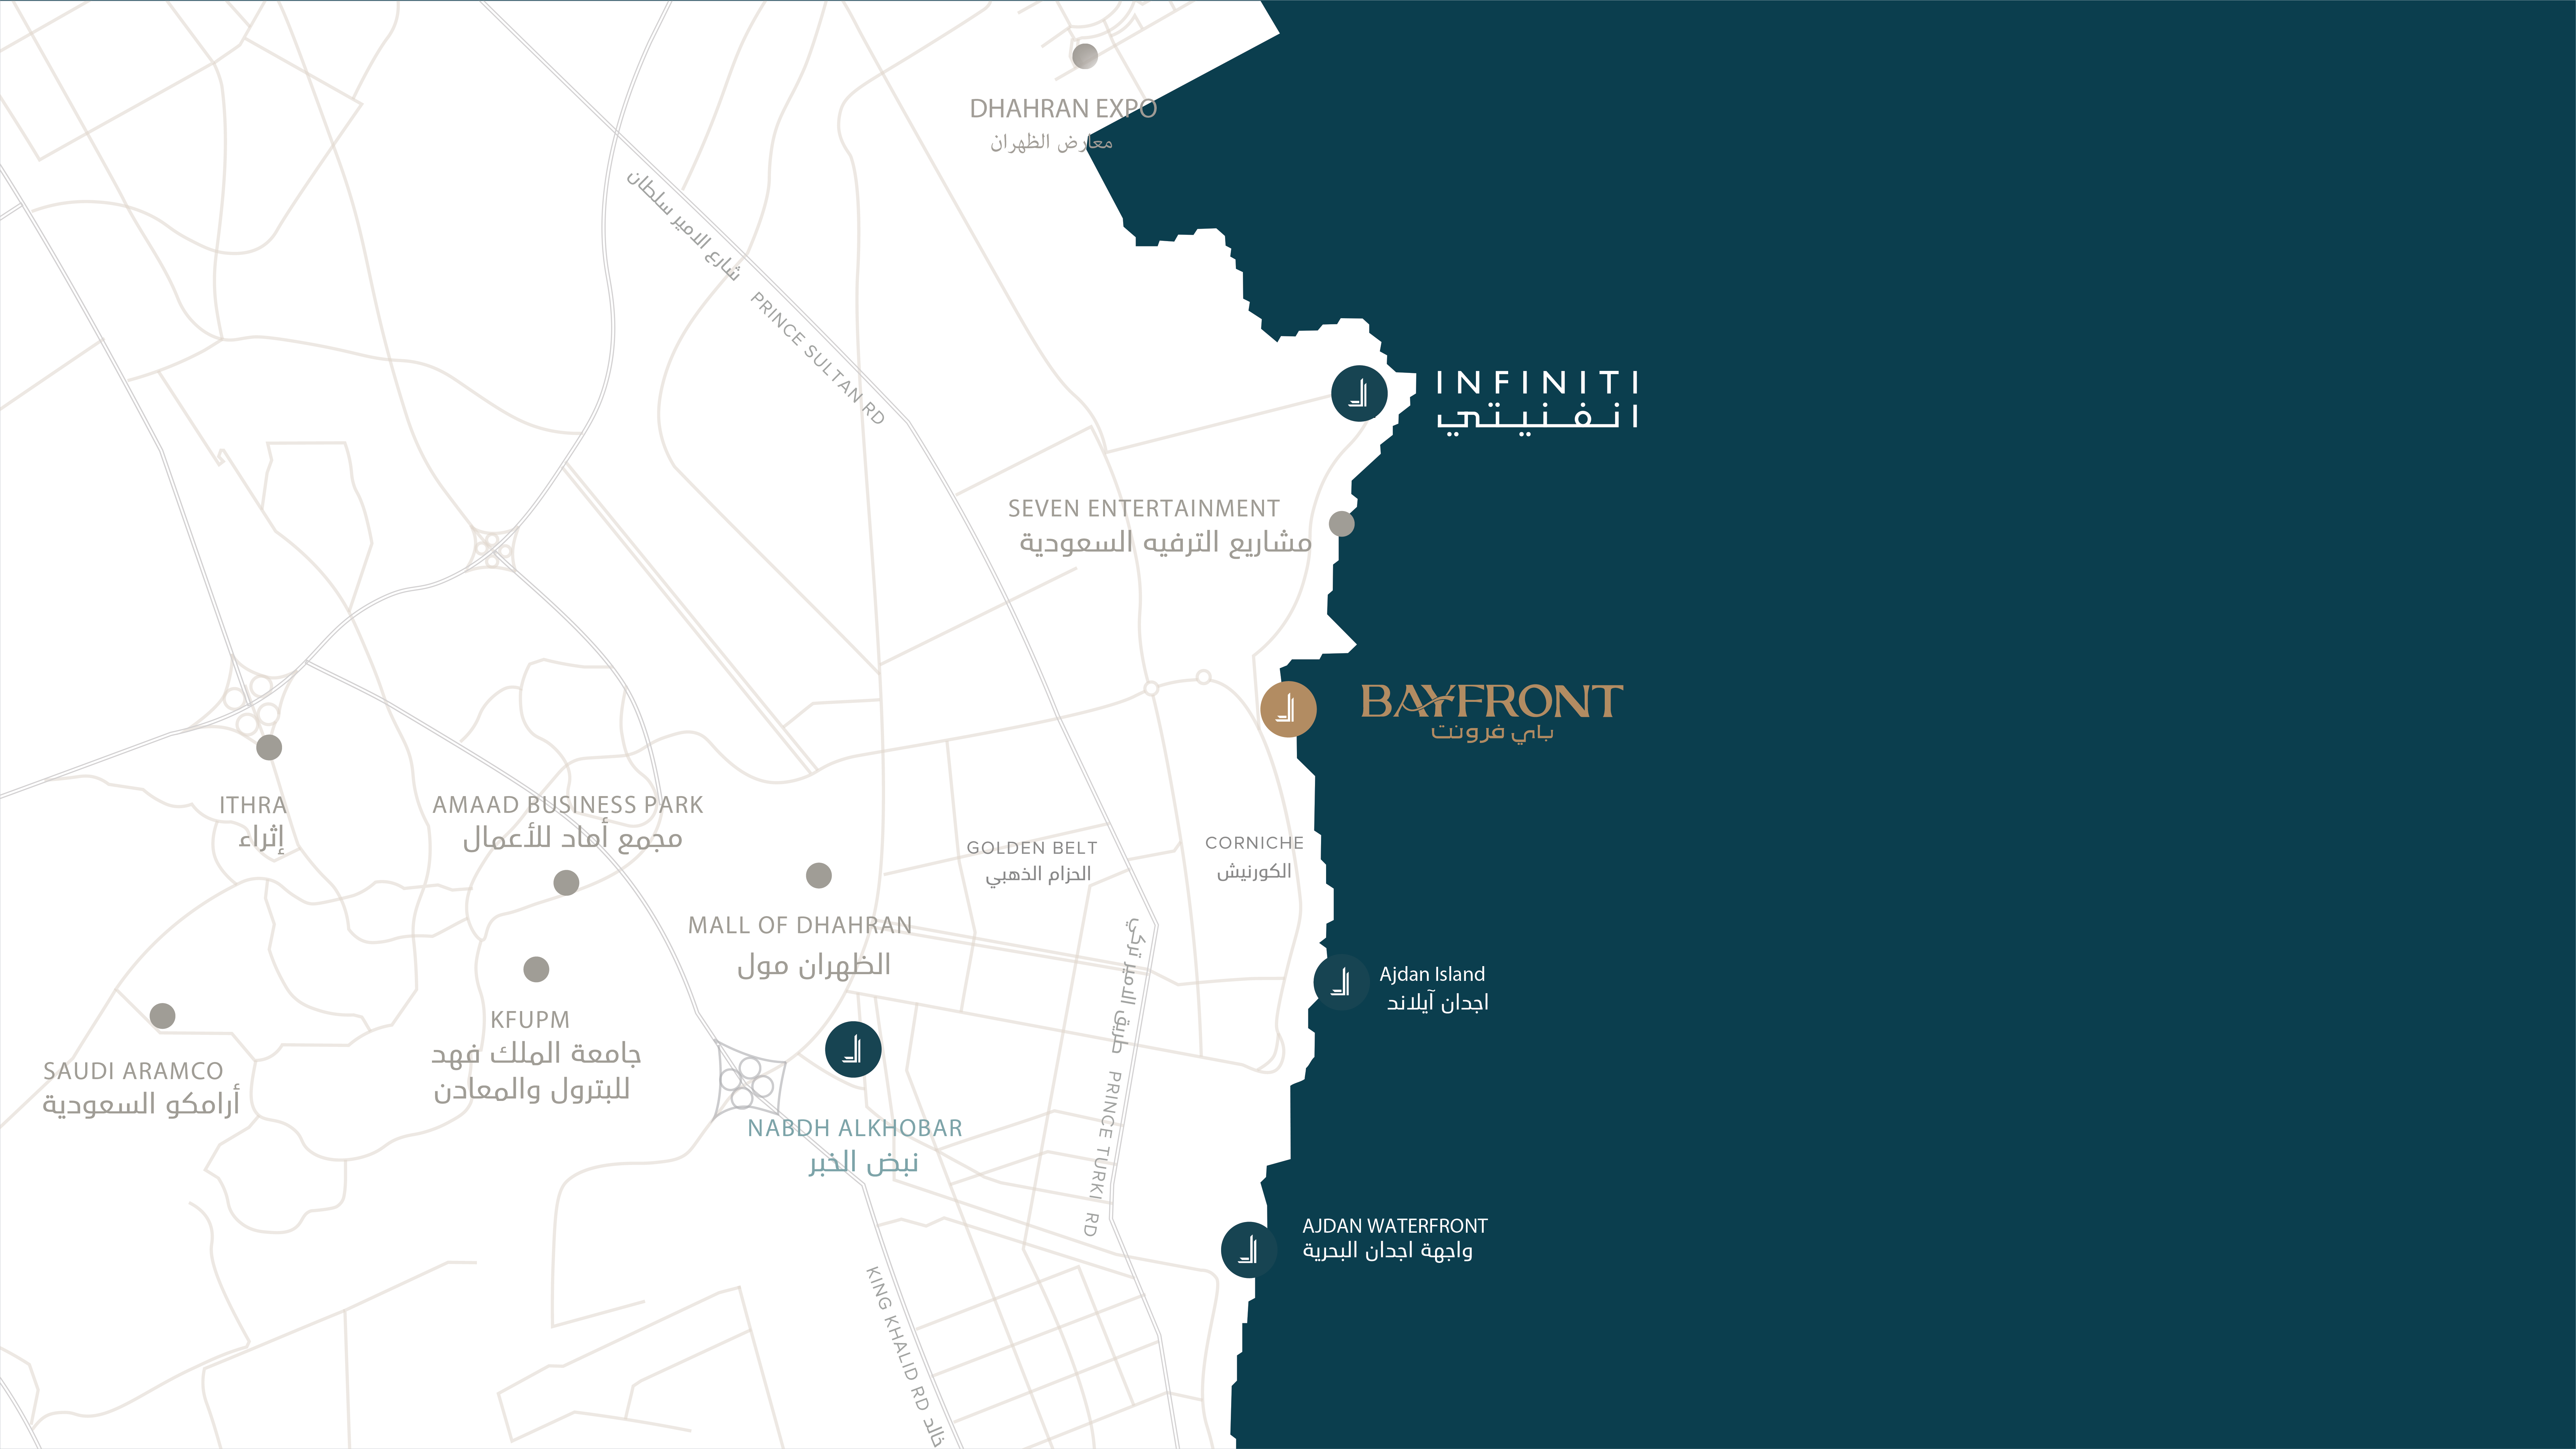 DHAHRAN EXPO
معارض الظهران
شارع الامير سلطان
PRINCE SULTAN RD
INFINITI
انفنيتي
SEVEN ENTERTAINMENT
مشاريع الترفيه السعودية
BAYFRONT
باي فرونت
ITHRA
إثراء
AMAAD BUSINESS PARK
مجمع أماد للأعمال
GOLDEN BELT
الحزام الذهبي
CORNICHE
الكورنيش
MALL OF DHAHRAN
الظهران مول
طريق الامير تركي
PRINCE TURKI RD
Ajdan Island
اجدان آيلاند
KFUPM
جامعة الملك فهد
للبترول والمعادن
SAUDI ARAMCO
أرامكو السعودية
NABDH ALKHOBAR
نبض الخبر
AJDAN WATERFRONT
واجهة اجدان البحرية
KING KHALID RD
خالد